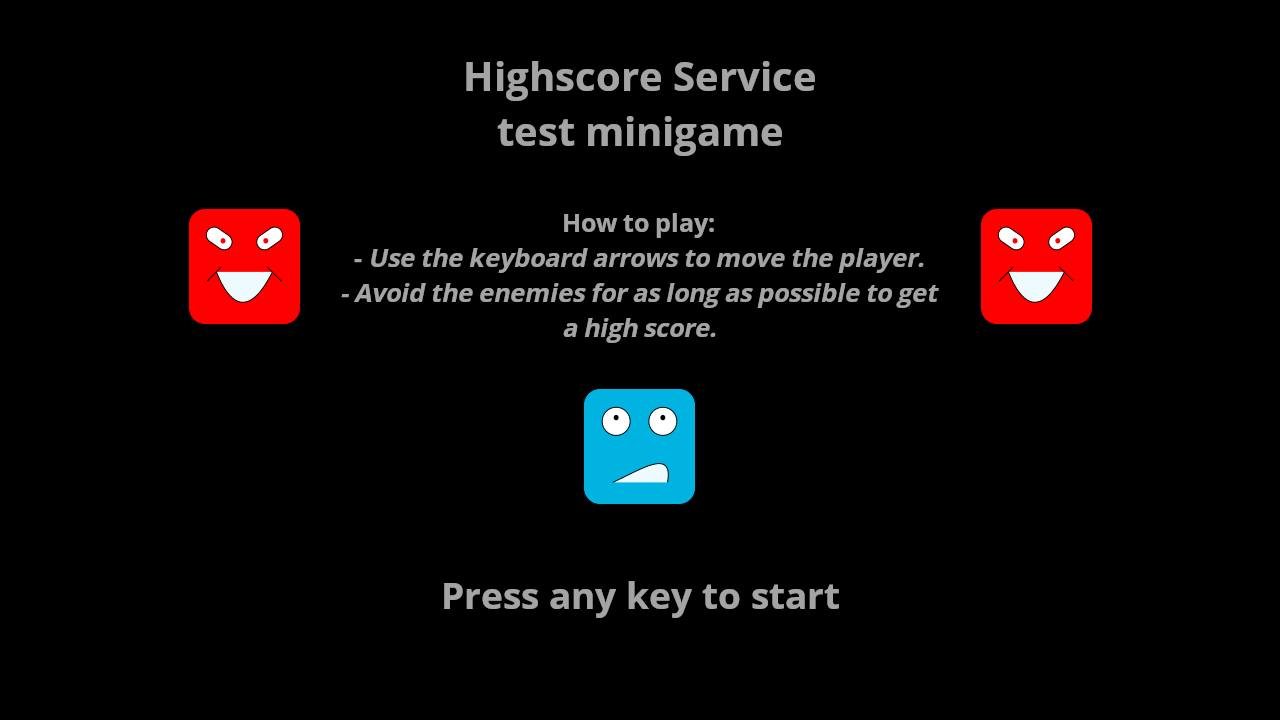 Highscore Service
test minigame
How to play:
- Use the keyboard arrows to move the player.
- Avoid the enemies for as long as possible to get
a high score.
Press any key to start